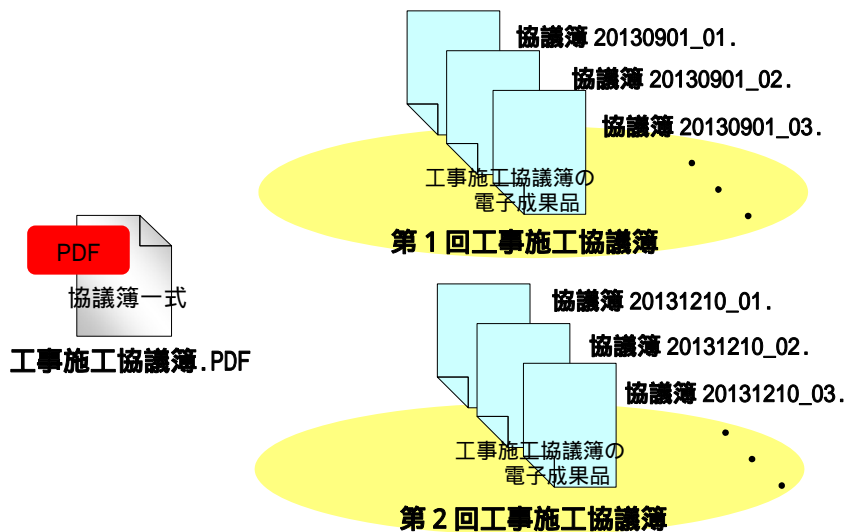 PDF
協議簿一式
工事施工協議簿.PDF
協議簿 20130901_01.
協議簿 20130901_02.
協議簿 20130901_03.
工事施工協議簿の
電子成果品
第１回工事施工協議簿
協議簿 20131210_01.
協議簿 20131210_02.
協議簿 20131210_03.
工事施工協議簿の
電子成果品
第２回工事施工協議簿